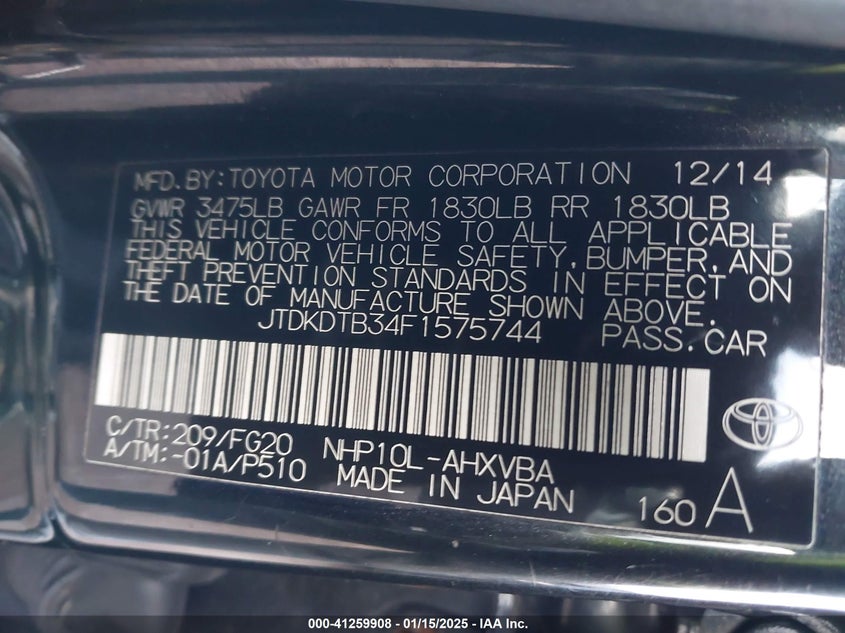 MFD.BY:TOYOTA MOTOR CORPORATION 12/14
GVWR 3475LB GAWR FR 1830LB RR 1830LB
THIS VEHICLE CONFORMS TO ALL APPLICABLE
FEDERAL MOTOR VEHICLE SAFETY,BUMPER,AND
THEFT PREVENTION STANDARDS IN EFFECT ON
THE DATE OF MANUFACTURE SHOWN ABOVE.
JTDKDTB34F1575744 PASS.CAR
C/TR:209/FG20 NHP10L-AHXVBA
A/TM:-01A/P510 MADE IN JAPAN 160 A
000-41259908 - 01/15/2025 - IAA Inc.